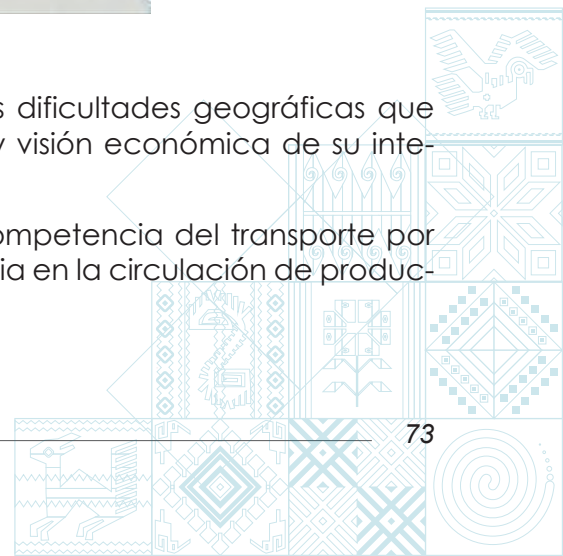 s dificultades geográficas que
y visión económica de su inte-
ompetencia del transporte por
ia en la circulación de produc-
73